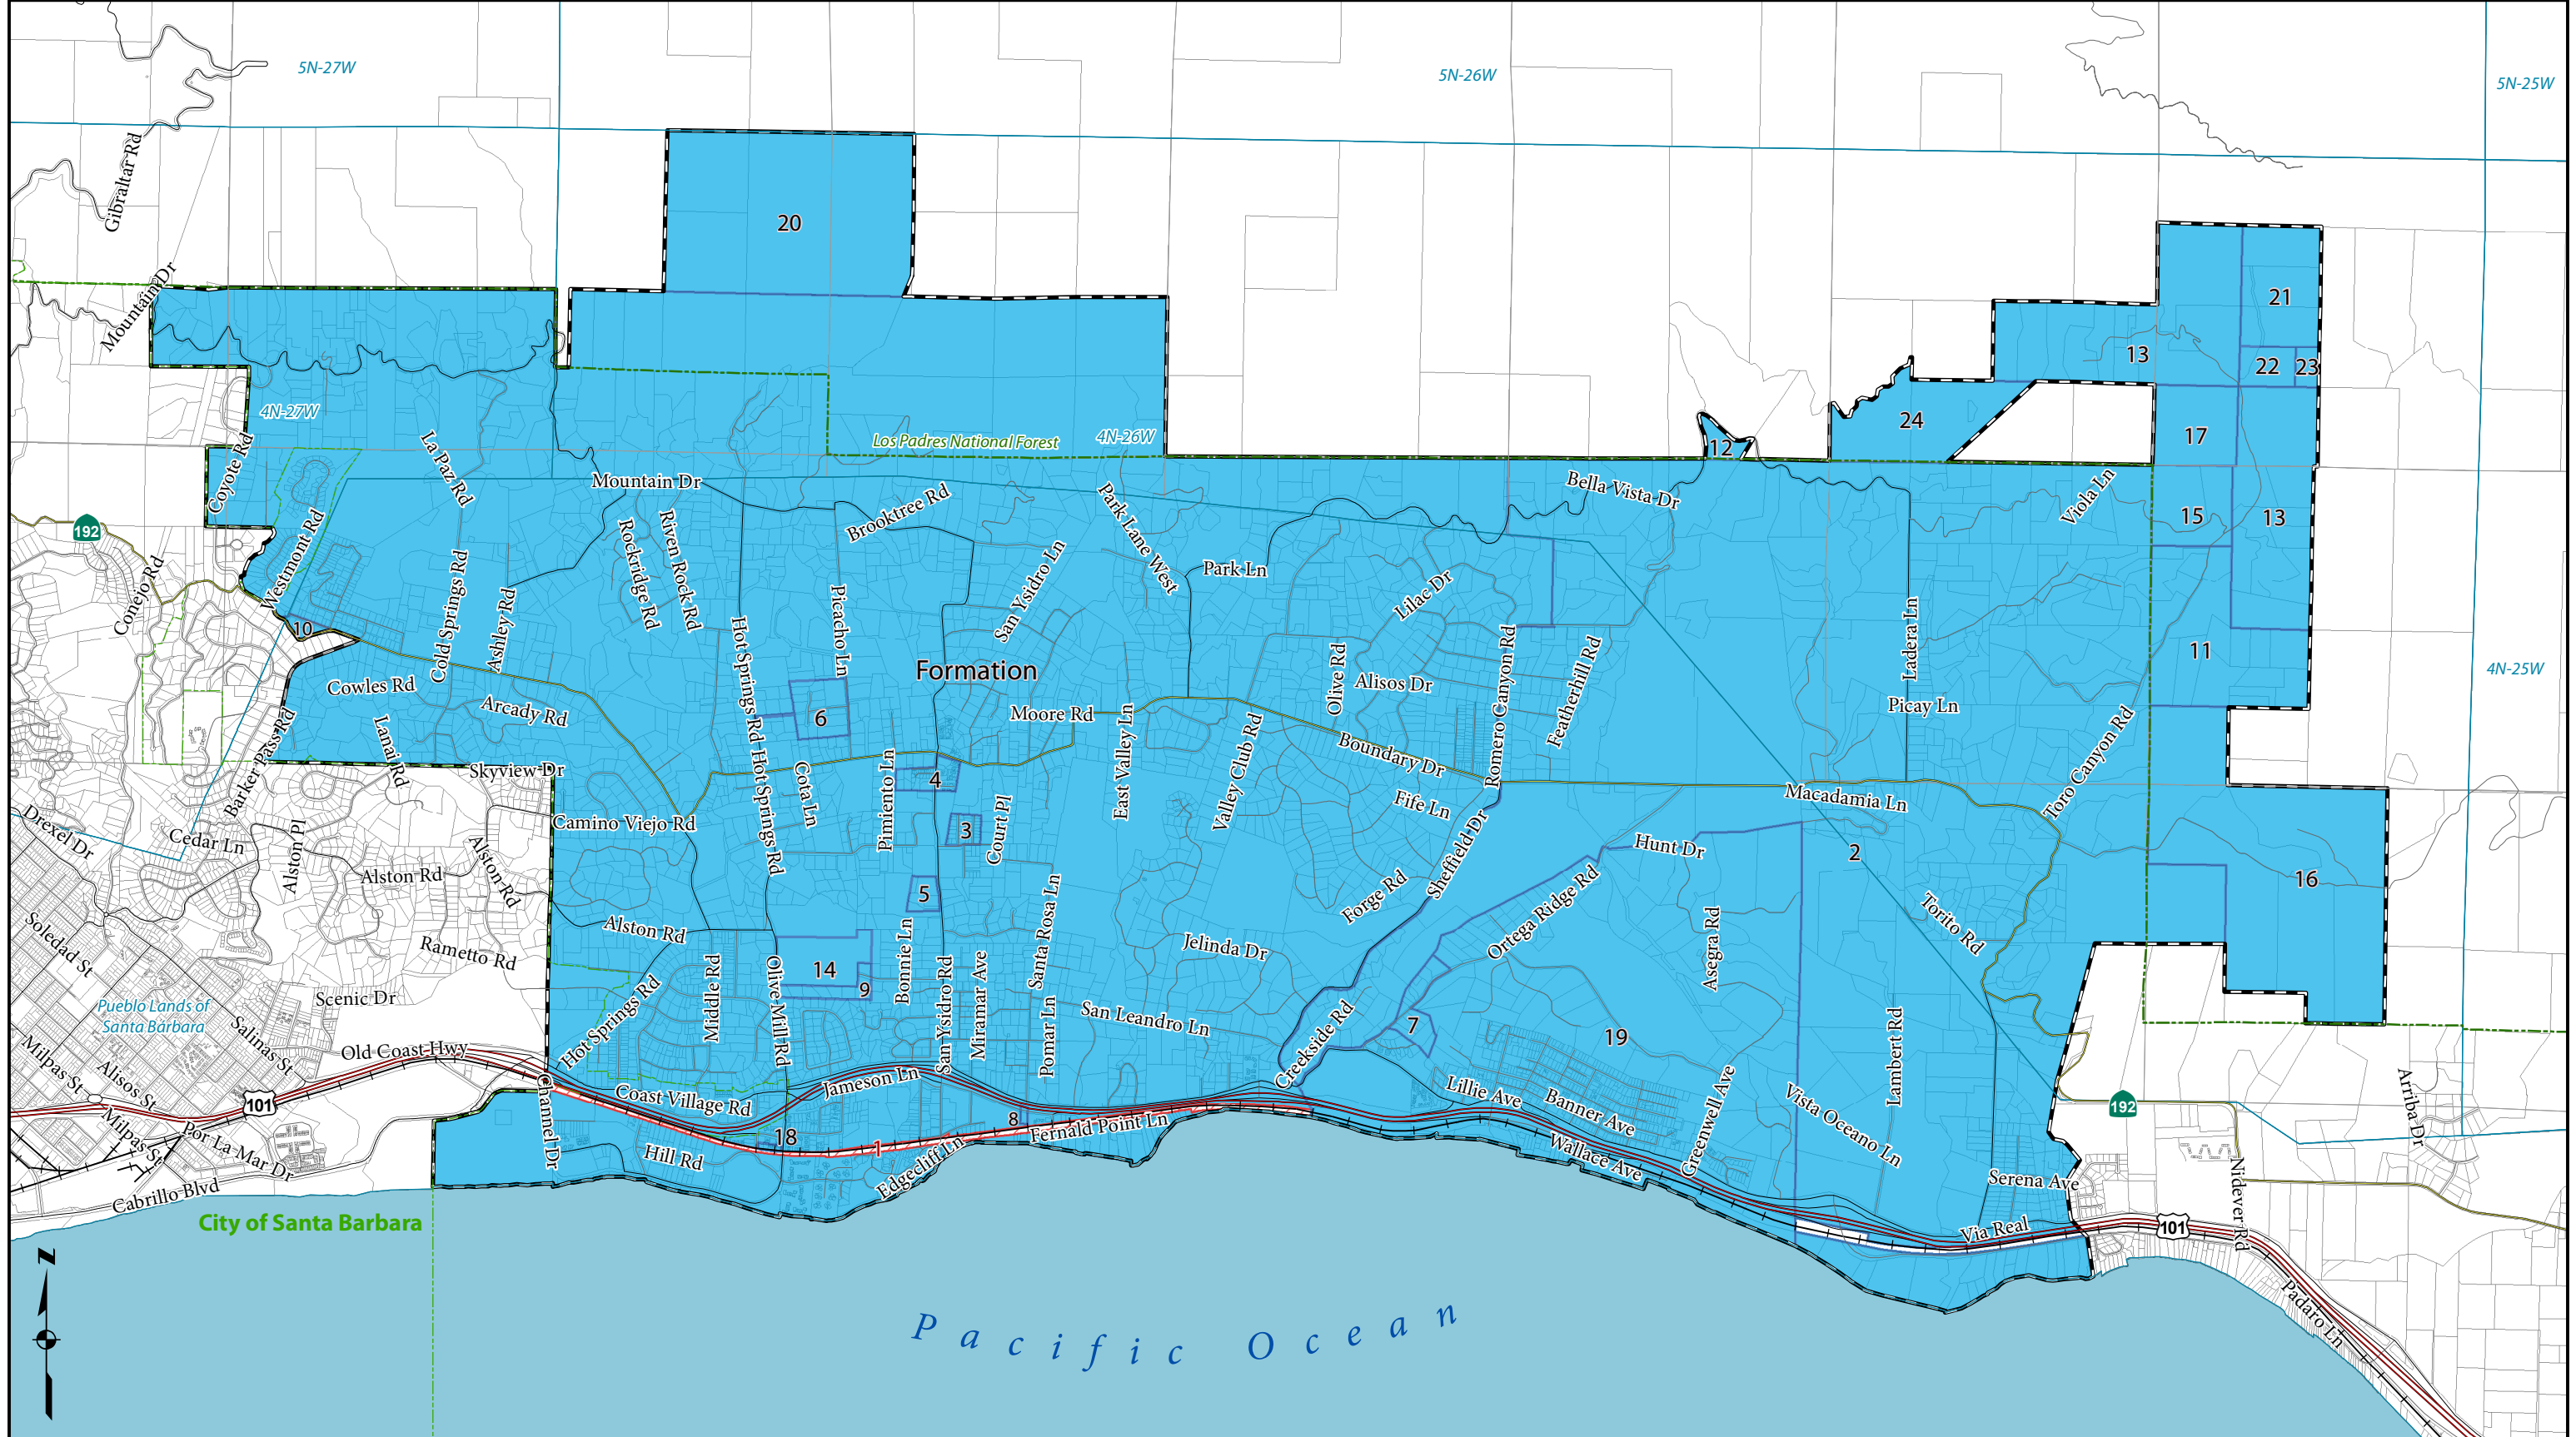 5N-27W
5N-26W
5N-25W
Gibraltar Rd
20
Mountain Dr
21
13
22
23
4N-27W
24
12
17
Los Padres National Forest
4N-26W
Coyote Rd
La Paz Rd
Mountain Dr
Brooktree Rd
Park Lane West
Bella Vista Dr
Viola Ln
15
13
192
Conejo Rd
Westmont Rd
10
Cold Springs Rd
Ashley Rd
Rockridge Rd
Riven Rock Rd
Hot Springs Rd
Picacho Ln
San Ysidro Ln
Park Ln
Lilac Dr
Romero Canyon Rd
Featherhill Rd
Ladera Ln
11
4N-25W
Formation
Cowles Rd
Arcady Rd
Lanai Rd
6
Moore Rd
East Valley Ln
Valley Club Rd
Olive Rd
Alisos Dr
Boundary Dr
Picay Ln
Toro Canyon Rd
Barker Pass Rd
Skyview Dr
Hot Springs Rd
Cota Ln
Pimiento Ln
4
3
Court Pl
Fife Ln
Sheffield Dr
Macadamia Ln
Drexel Dr
Cedar Ln
Alston Pl
Alston Rd
Alston Rd
Camino Viejo Rd
5
Hunt Dr
2
16
Forge Rd
Ortega Ridge Rd
Asegra Rd
Torito Rd
Soledad St
Rametto Rd
Alston Rd
14
9
Bonnie Ln
Santa Rosa Ln
Jelinda Dr
Scenic Dr
Pueblo Lands of
Santa Barbara
Salinas St
Hot Springs Rd
Middle Rd
Olive Mill Rd
San Ysidro Rd
Miramar Ave
Pomar Ln
San Leandro Ln
Creekside Rd
7
19
Lambert Rd
Milpas St
Alisos St
Old Coast Hwy
101
Milpas St
Por La Mar Dr
Cabrillo Blvd
Channel Dr
Coast Village Rd
Jameson Ln
Hill Rd
18
1
Edgecliff Ln
8
Fernald Point Ln
Lillie Ave
Banner Ave
Wallace Ave
Greenwell Ave
Vista Oceano Ln
Serena Ave
Via Real
192
101
Arriba Dr
Nidever Rd
Padaro Ln
City of Santa Barbara
N
Pacific Ocean